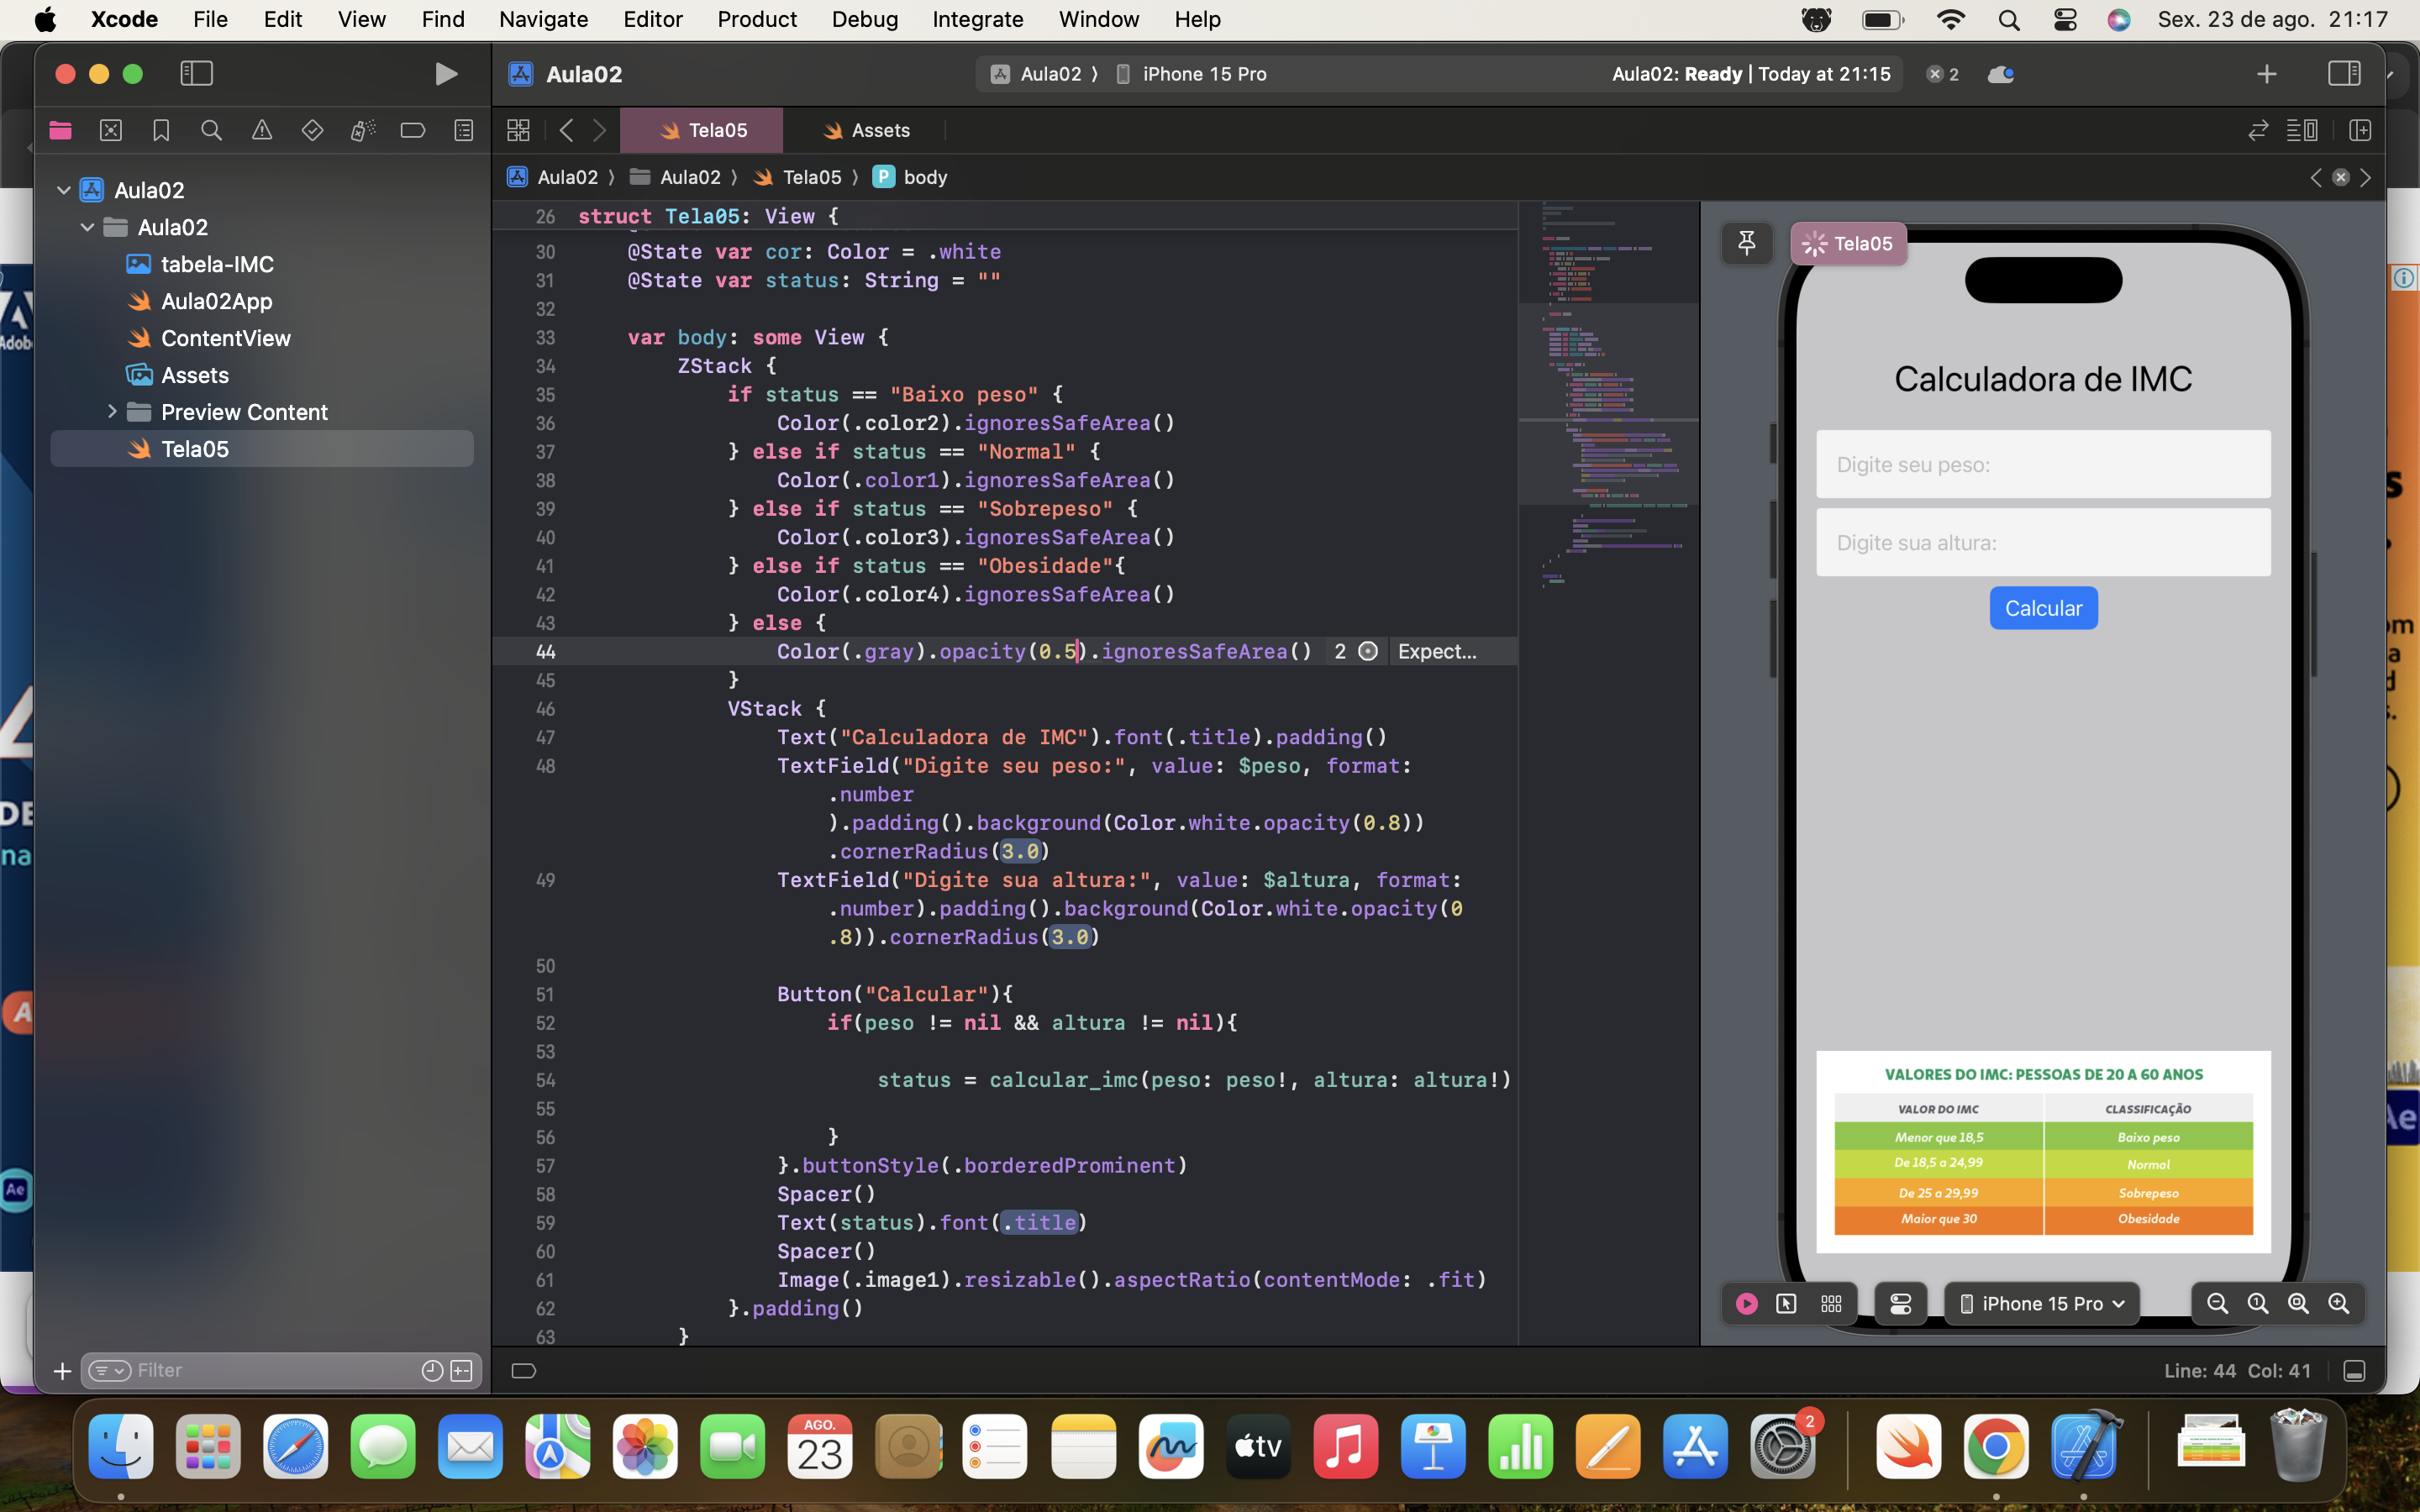 Xcode File Edit View Find Navigate Editor Product Debug Integrate Window Help Sex. 23 de ago. 21:17
Aula02 Aula02 ⟩ iPhone 15 Pro Aula02: Ready | Today at 21:15 2
Tela05 Assets
Aula02 ⟩ Aula02 ⟩ Tela05 ⟩ P body
Aula02
Aula02
tabela-IMC
Aula02App
ContentView
Assets
Preview Content
Tela05
Filter
26 struct Tela05: View {
30 @State var cor: Color = .white
31 @State var status: String = ""
32
33 var body: some View {
34 ZStack {
35 if status == "Baixo peso" {
36 Color(.color2).ignoresSafeArea()
37 } else if status == "Normal" {
38 Color(.color1).ignoresSafeArea()
39 } else if status == "Sobrepeso" {
40 Color(.color3).ignoresSafeArea()
41 } else if status == "Obesidade"{
42 Color(.color4).ignoresSafeArea()
43 } else {
44 Color(.gray).opacity(0.5).ignoresSafeArea() 2 Expect...
45 }
46 VStack {
47 Text("Calculadora de IMC").font(.title).padding()
48 TextField("Digite seu peso:", value: $peso, format:
.number
).padding().background(Color.white.opacity(0.8))
.cornerRadius(3.0)
49 TextField("Digite sua altura:", value: $altura, format:
.number).padding().background(Color.white.opacity(0
.8)).cornerRadius(3.0)
50
51 Button("Calcular"){
52 if(peso != nil && altura != nil){
53
54 status = calcular_imc(peso: peso!, altura: altura!)
55
56 }
57 }.buttonStyle(.borderedProminent)
58 Spacer()
59 Text(status).font(.title)
60 Spacer()
61 Image(.image1).resizable().aspectRatio(contentMode: .fit)
62 }.padding()
63 }
Line: 44 Col: 41
Tela05
Calculadora de IMC
Digite seu peso:
Digite sua altura:
Calcular
VALORES DO IMC: PESSOAS DE 20 A 60 ANOS
VALOR DO IMC CLASSIFICAÇÃO
Menor que 18,5 Baixo peso
De 18,5 a 24,99 Normal
De 25 a 29,99 Sobrepeso
Maior que 30 Obesidade
iPhone 15 Pro
AGO.
23
tv
2
Ae